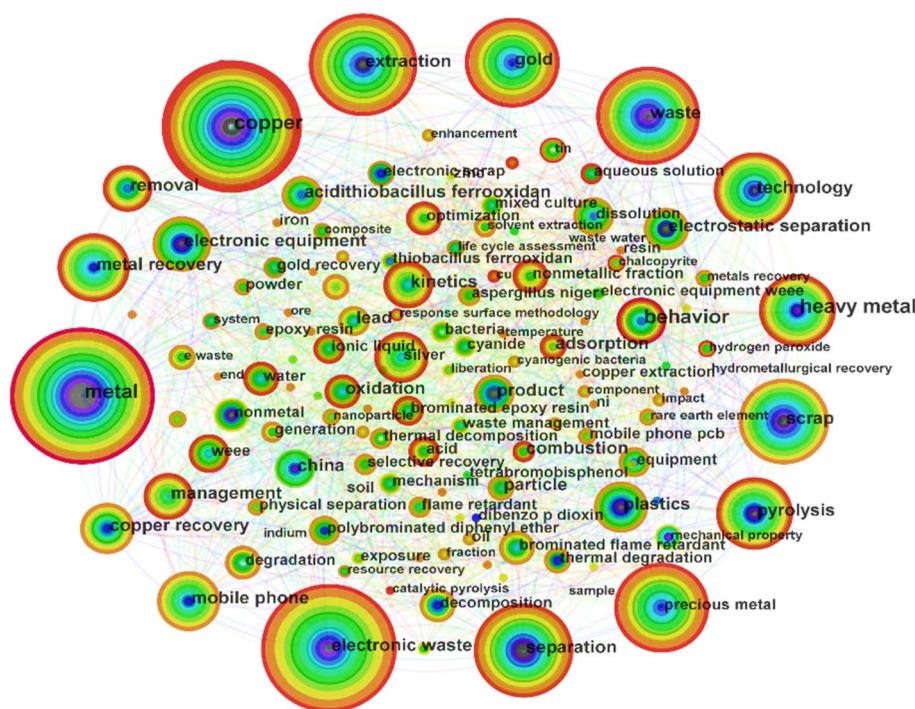 extraction
gold
copper
waste
enhancement
tin
electronic scrap
zinc
aqueous solution
removal
acidithiobacillus ferrooxidan
technology
mixed culture
optimization
dissolution
iron
composite
solvent extraction
electrostatic separation
electronic equipment
waste water
life cycle assessment
resin
metal recovery
gold recovery
thiobacillus ferrooxidan
chalcopyrite
cu
nonmetallic fraction
metals recovery
powder
kinetics
aspergillus niger
electronic equipment weee
heavy metal
ore
response surface methodology
system
lead
behavior
epoxy resin
bacteria
temperature
ionic liquid
cyanide
adsorption
hydrogen peroxide
e waste
silver
cyanogenic bacteria
liberation
copper extraction
hydrometallurgical recovery
end
water
metal
oxidation
product
component
impact
ni
nonmetal
nanoparticle
brominated epoxy resin
rare earth element
scrap
waste management
generation
thermal decomposition
mobile phone pcb
weee
acid
combustion
selective recovery
equipment
china
tetrabromobisphenol
mechanism
soil
particle
management
physical separation
flame retardant
plastics
pyrolysis
dibenzo p dioxin
copper recovery
indium
polybrominated diphenyl ether
oil
mechanical property
brominated flame retardant
fraction
degradation
exposure
thermal degradation
resource recovery
catalytic pyrolysis
sample
mobile phone
decomposition
precious metal
electronic waste
separation